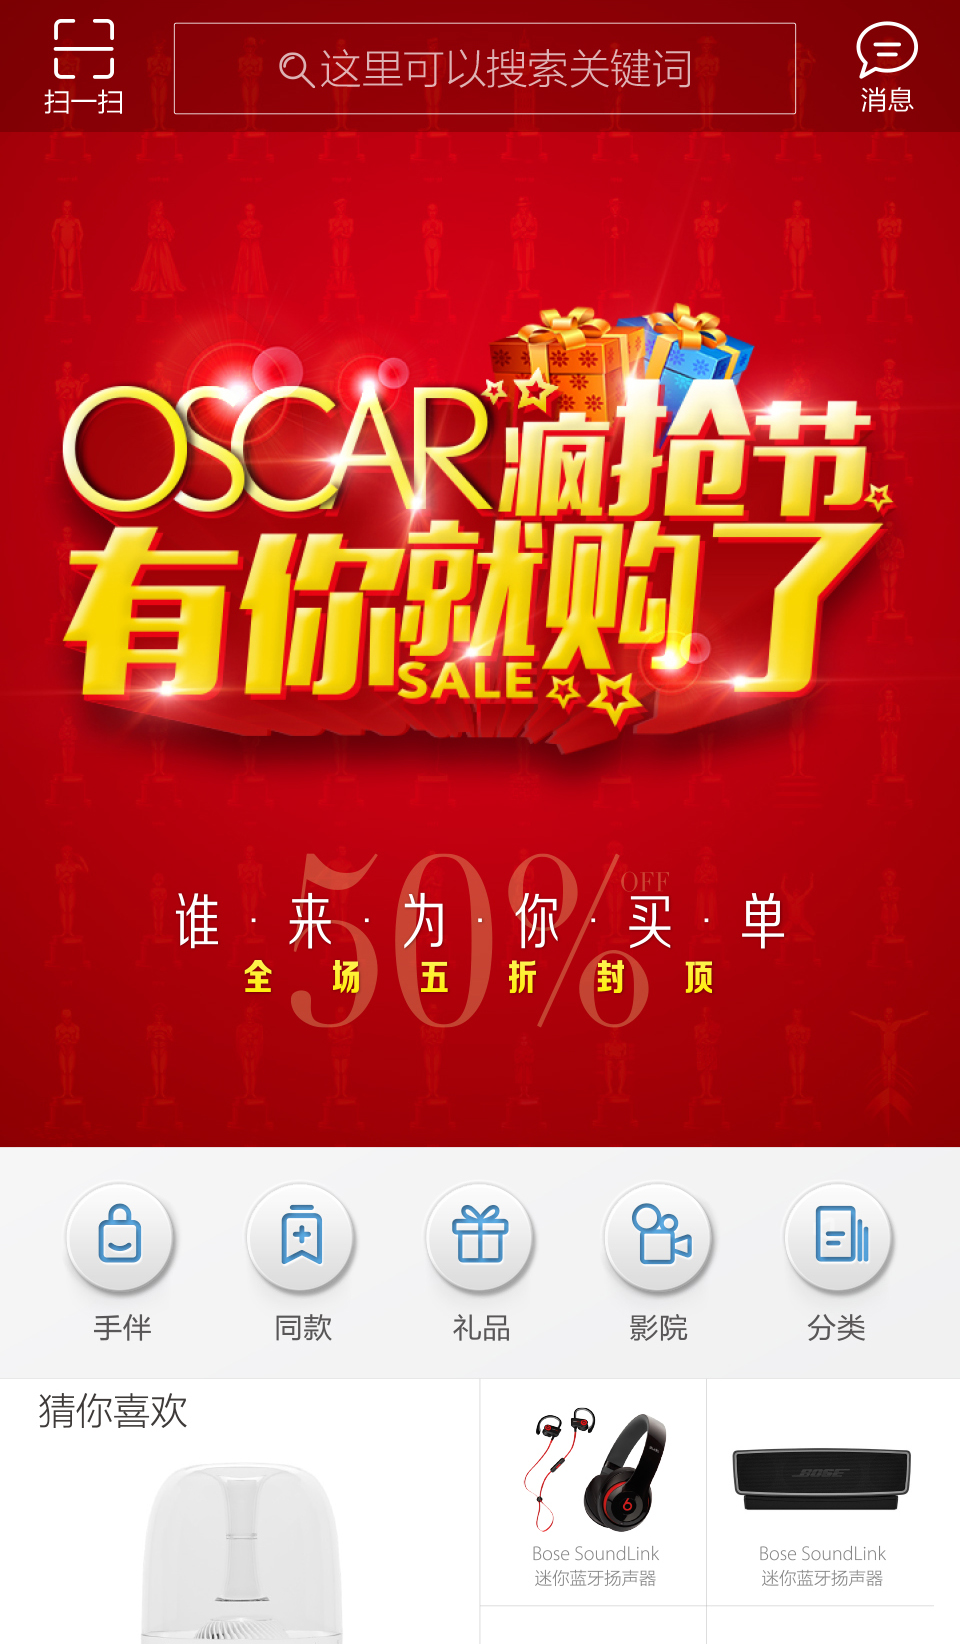 这里可以搜索关键词
扫一扫
消息
OSCAR疯抢节
有你就购了
SALE
50% OFF
谁·来·为·你·买·单
全场五折封顶
手伴
同款
礼品
影院
分类
猜你喜欢
BOSE
Bose SoundLink
迷你蓝牙扬声器
Bose SoundLink
迷你蓝牙扬声器